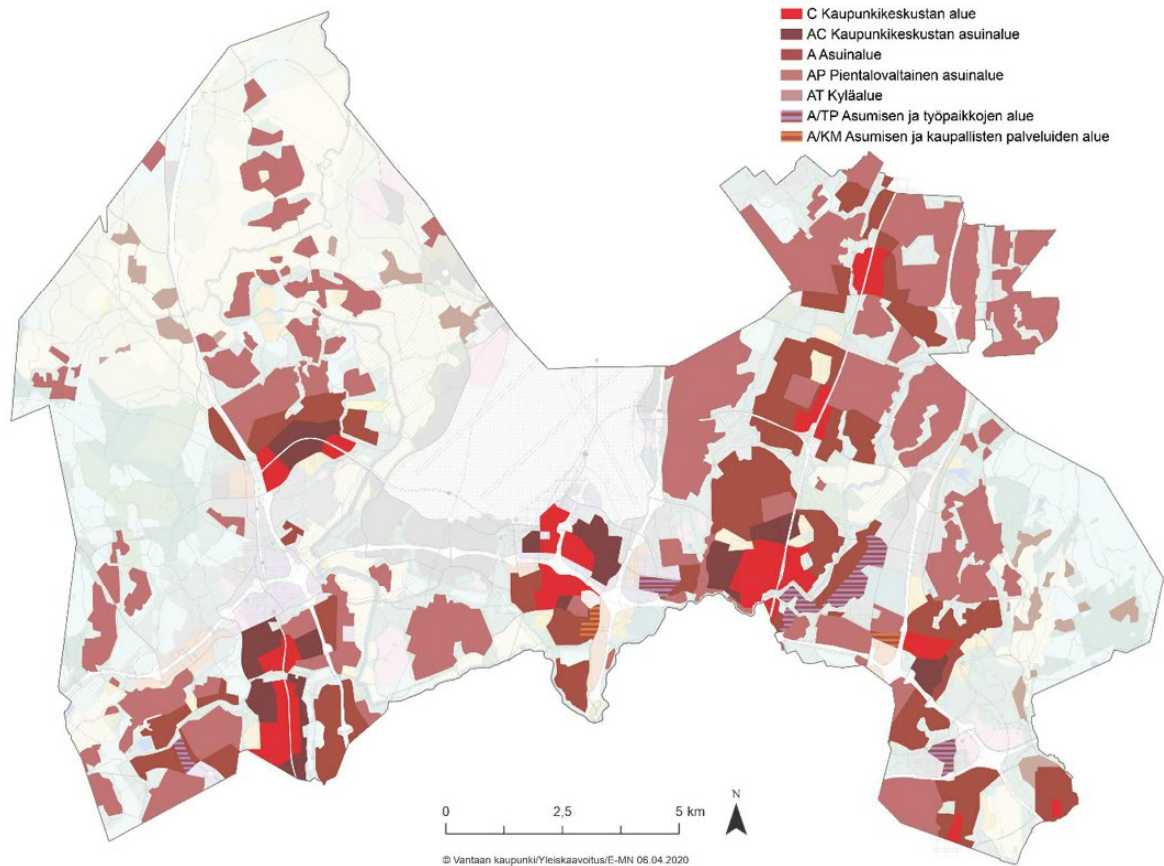 C Kaupunkikeskustan alue
AC Kaupunkikeskustan asuinalue
A Asuinalue
AP Pientalovaltainen asuinalue
AT Kyläalue
A/TP Asumisen ja työpaikkojen alue
A/KM Asumisen ja kaupallisten palveluiden alue
0 2,5 5 km
N
© Vantaan kaupunki/Yleiskaavoitus/E-MN 06.04.2020